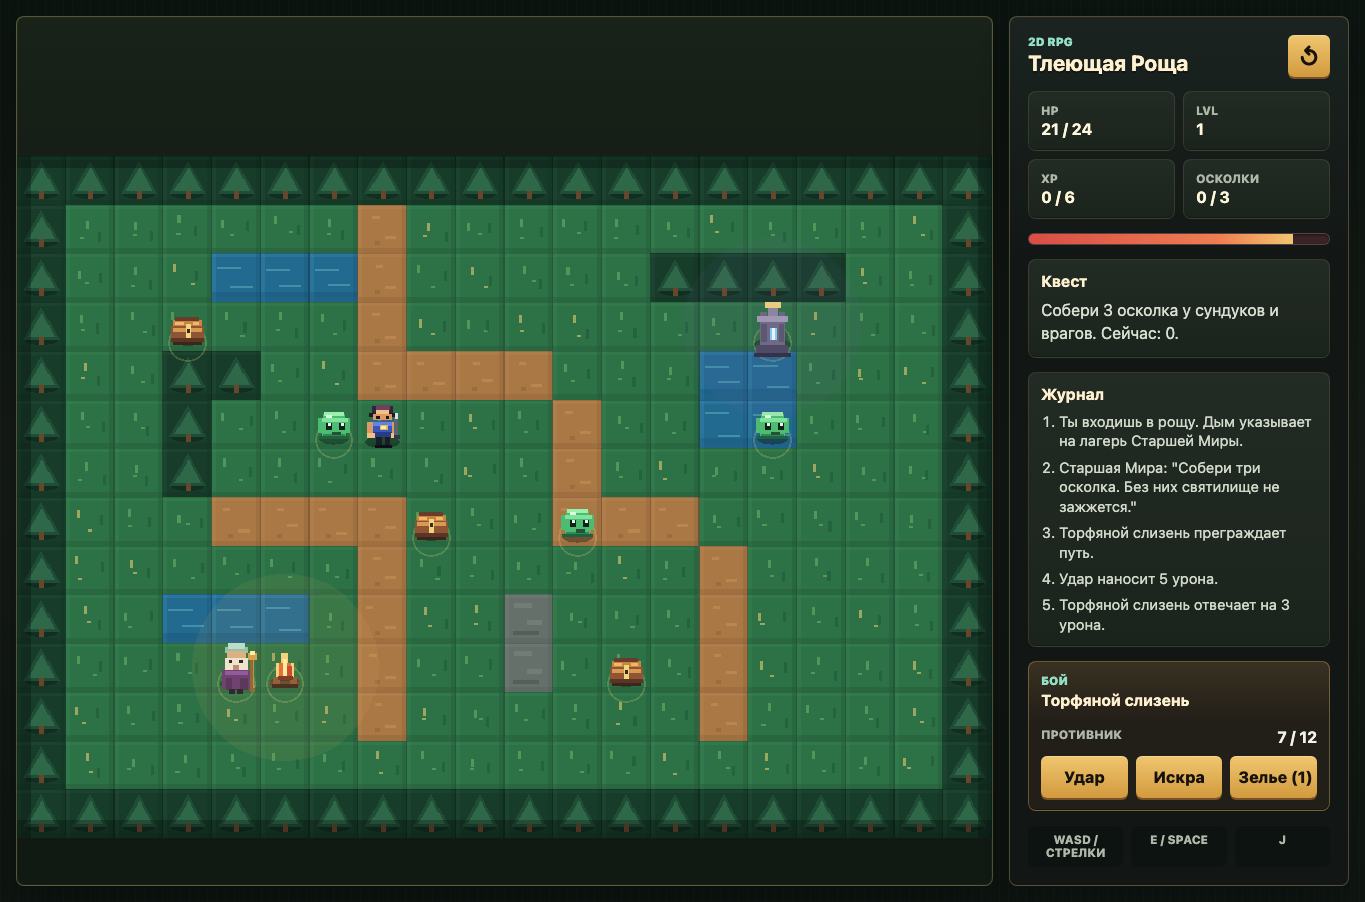 2D RPG
Тлеющая Роща
HP
21 / 24
LVL
1
XP
0 / 6
ОСКОЛКИ
0 / 3
Квест
Собери 3 осколка у сундуков и
врагов. Сейчас: 0.
Журнал
1. Ты входишь в рощу. Дым указывает
на лагерь Старшей Миры.
2. Старшая Мира: "Собери три
осколка. Без них святилище не
зажжется."
3. Торфяной слизень преграждает
путь.
4. Удар наносит 5 урона.
5. Торфяной слизень отвечает на 3
урона.
БОЙ
Торфяной слизень
ПРОТИВНИК
7 / 12
Удар
Искра
Зелье (1)
WASD /
СТРЕЛКИ
E / SPACE
J